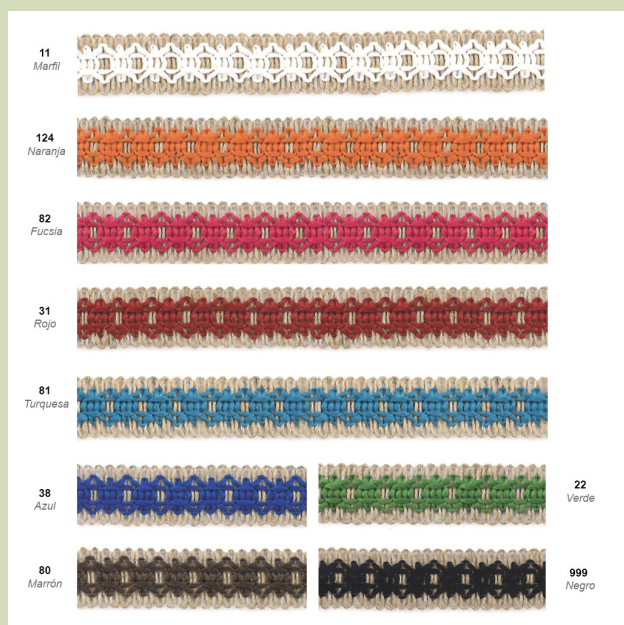 11
Marfil
124
Naranja
82
Fucsia
31
Rojo
81
Turquesa
38
Azul
22
Verde
80
Marrón
999
Negro